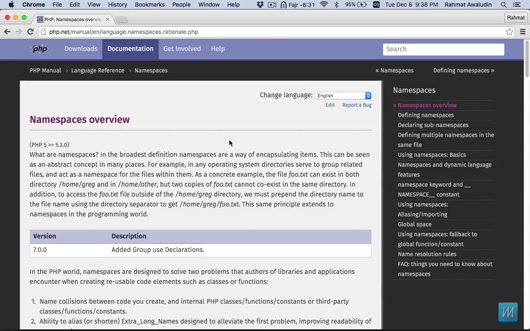 Chrome File Edit View History Bookmarks People Window Help Fajr -6:31 90% Tue Dec 8 9:38 PM Rahmat Awaludin
PHP: Namespaces overview Rahmat
php.net/manual/en/language.namespaces.rationale.php
php Downloads Documentation Get Involved Help Search
PHP Manual › Language Reference › Namespaces « Namespaces Defining namespaces »
Change language: English
Edit Report a Bug
Namespaces overview
(PHP 5 >= 5.3.0)
What are namespaces? In the broadest definition namespaces are a way of encapsulating items. This can be seen
as an abstract concept in many places. For example, in any operating system directories serve to group related
files, and act as a namespace for the files within them. As a concrete example, the file foo.txt can exist in both
directory /home/greg and in /home/other, but two copies of foo.txt cannot co-exist in the same directory. In
addition, to access the foo.txt file outside of the /home/greg directory, we must prepend the directory name to
the file name using the directory separator to get /home/greg/foo.txt. This same principle extends to
namespaces in the programming world.
Version Description
7.0.0 Added Group use Declarations.
In the PHP world, namespaces are designed to solve two problems that authors of libraries and applications
encounter when creating re-usable code elements such as classes or functions:
1. Name collisions between code you create, and internal PHP classes/functions/constants or third-party
classes/functions/constants.
2. Ability to alias (or shorten) Extra_Long_Names designed to alleviate the first problem, improving readability of
Namespaces
» Namespaces overview
Defining namespaces
Declaring sub-namespaces
Defining multiple namespaces in the
same file
Using namespaces: Basics
Namespaces and dynamic language
features
namespace keyword and __
NAMESPACE__ constant
Using namespaces:
Aliasing/Importing
Global space
Using namespaces: fallback to
global function/constant
Name resolution rules
FAQ: things you need to know about
namespaces